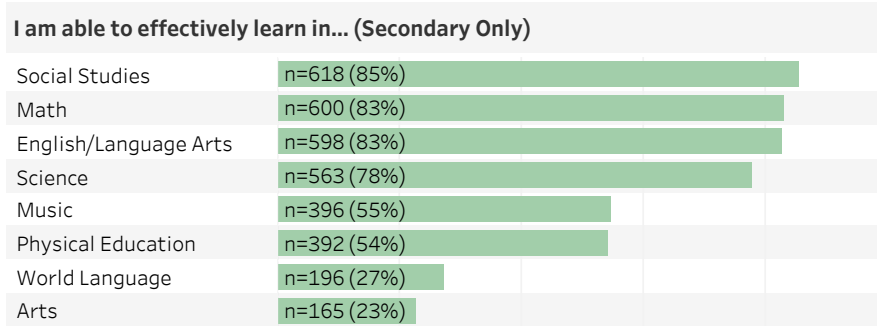 I am able to effectively learn in... (Secondary Only)
Social Studies n=618 (85%)
Math n=600 (83%)
English/Language Arts n=598 (83%)
Science n=563 (78%)
Music n=396 (55%)
Physical Education n=392 (54%)
World Language n=196 (27%)
Arts n=165 (23%)